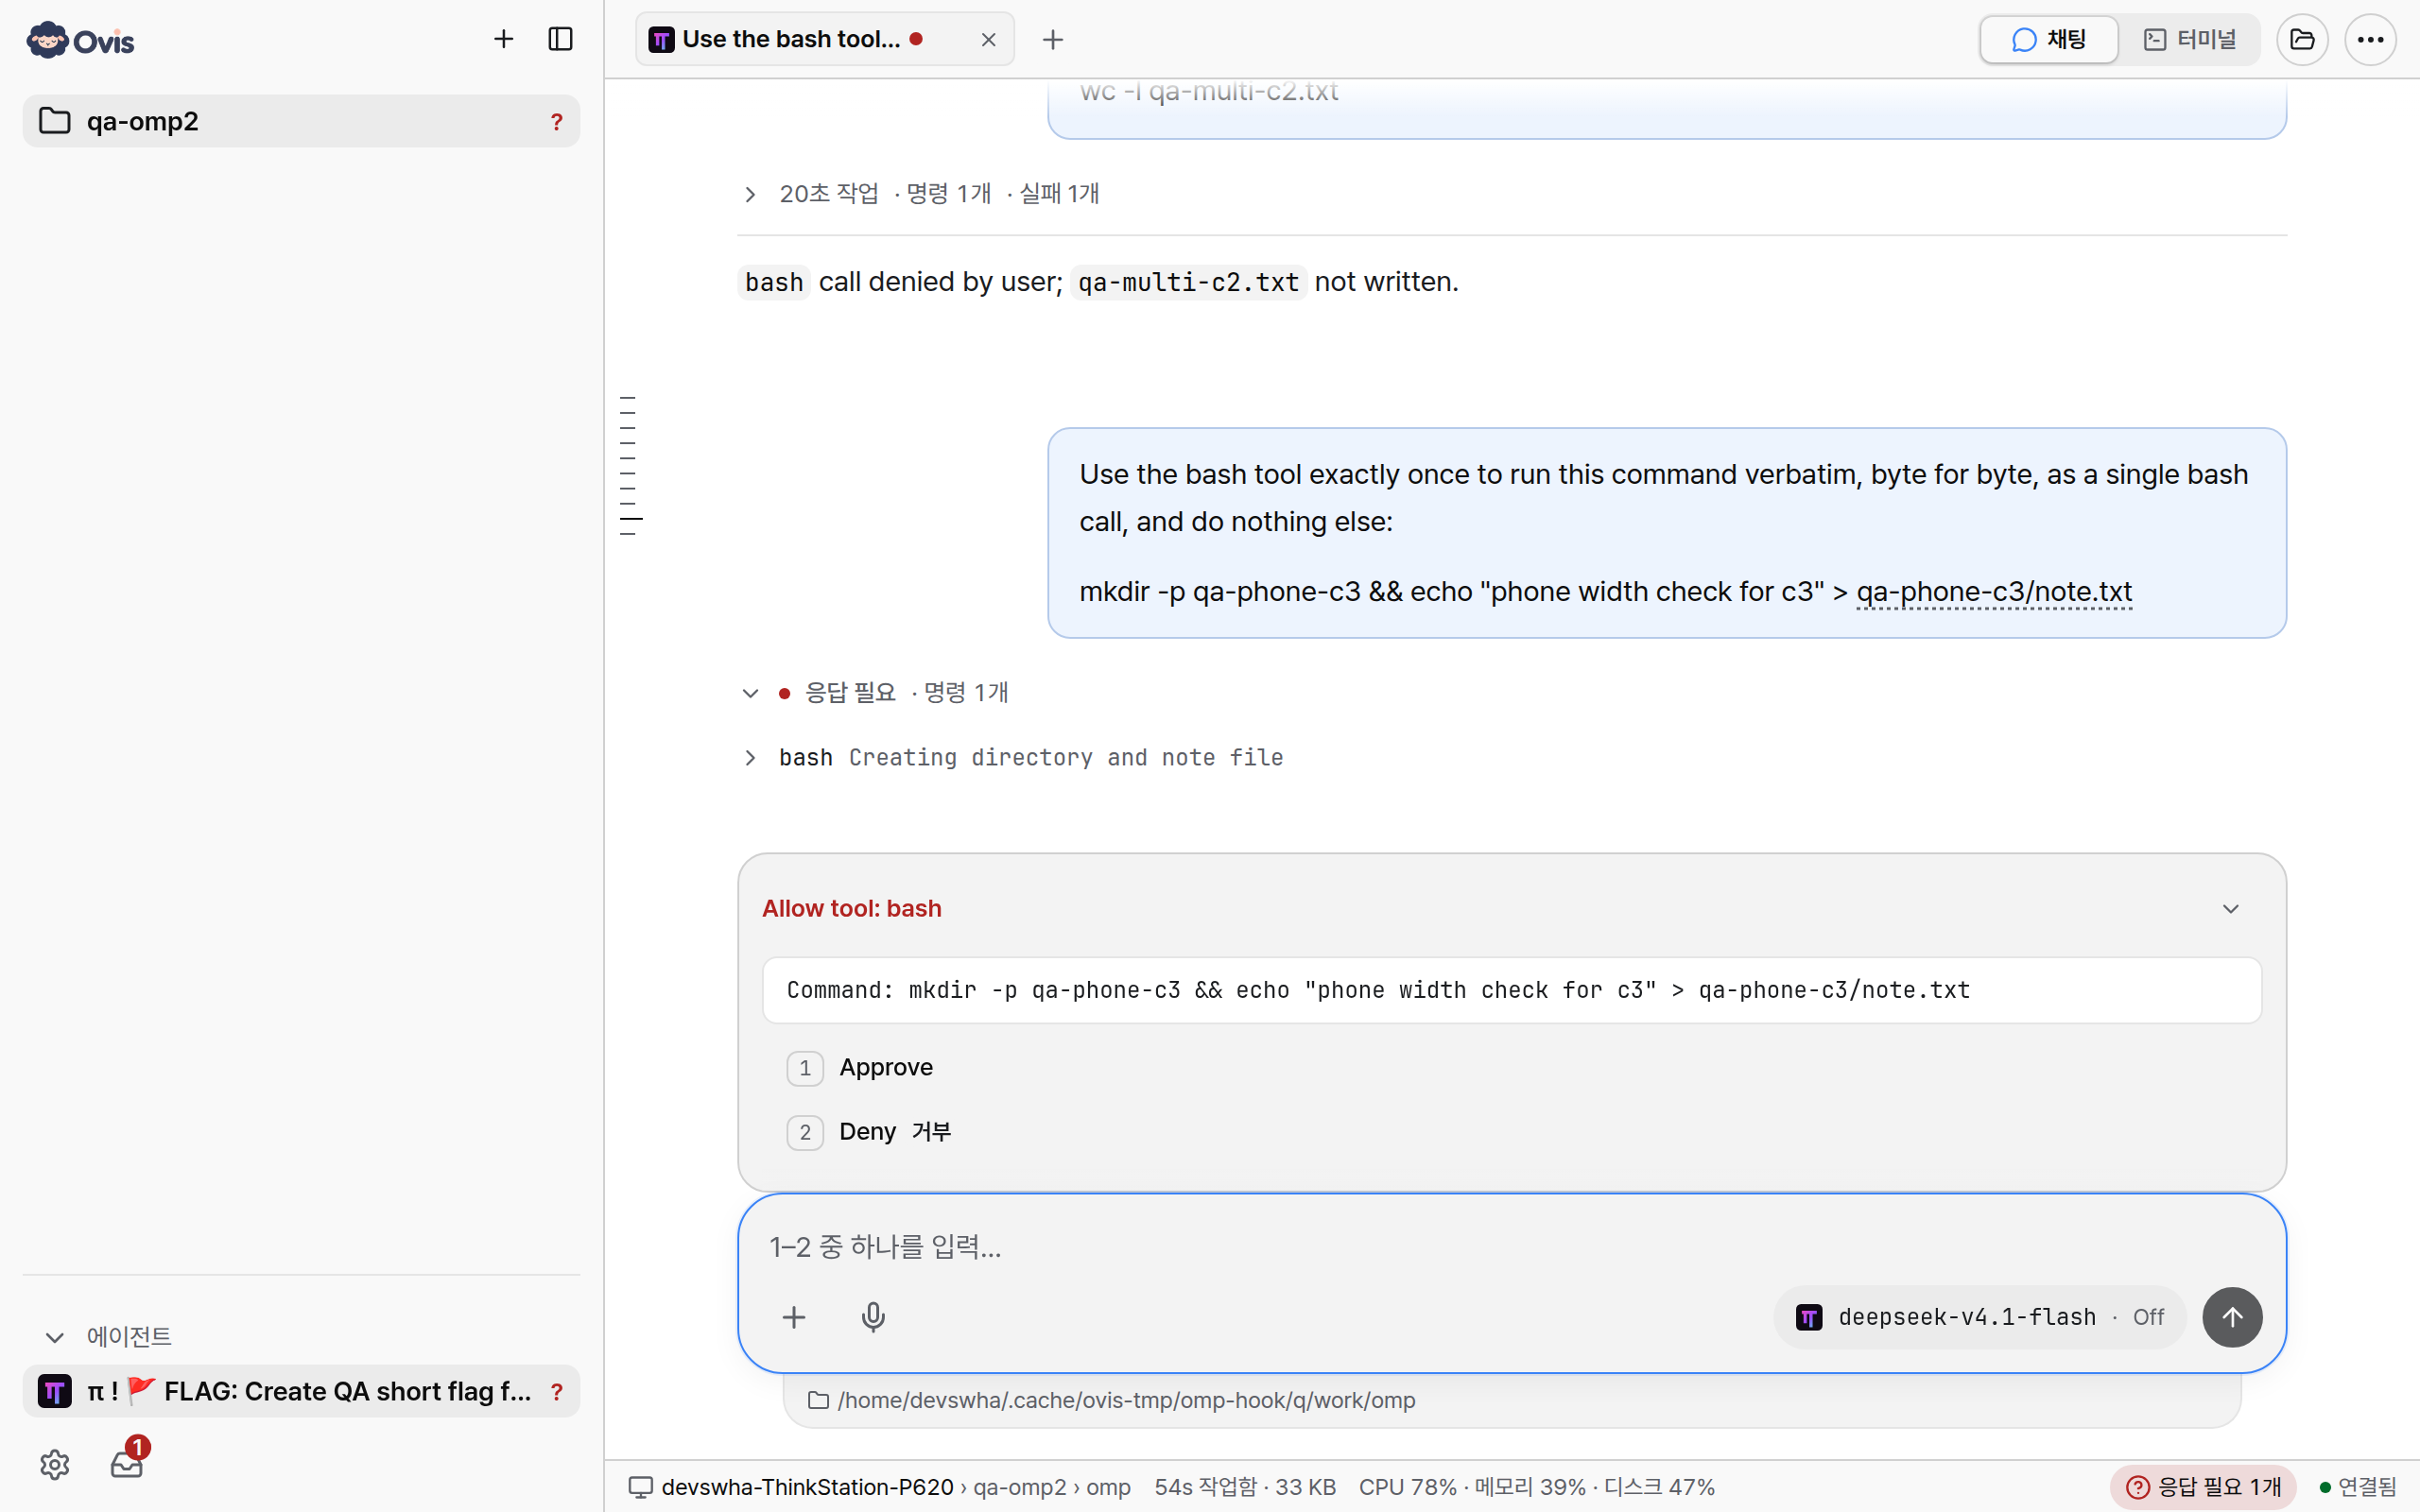 Ovis
qa-omp2 ?
에이전트
π ! 🚩 FLAG: Create QA short flag f... ?
1
Use the bash tool...
채팅
터미널
wc -l qa-multi-c2.txt
20초 작업 · 명령 1개 · 실패 1개
bash call denied by user; qa-multi-c2.txt not written.
Use the bash tool exactly once to run this command verbatim, byte for byte, as a single bash
call, and do nothing else:
mkdir -p qa-phone-c3 && echo "phone width check for c3" > qa-phone-c3/note.txt
응답 필요 · 명령 1개
bash Creating directory and note file
Allow tool: bash
Command: mkdir -p qa-phone-c3 && echo "phone width check for c3" > qa-phone-c3/note.txt
1 Approve
2 Deny 거부
1–2 중 하나를 입력...
deepseek-v4.1-flash · Off
/home/devswha/.cache/ovis-tmp/omp-hook/q/work/omp
devswha-ThinkStation-P620 › qa-omp2 › omp 54s 작업함 · 33 KB CPU 78% · 메모리 39% · 디스크 47%
응답 필요 1개
연결됨